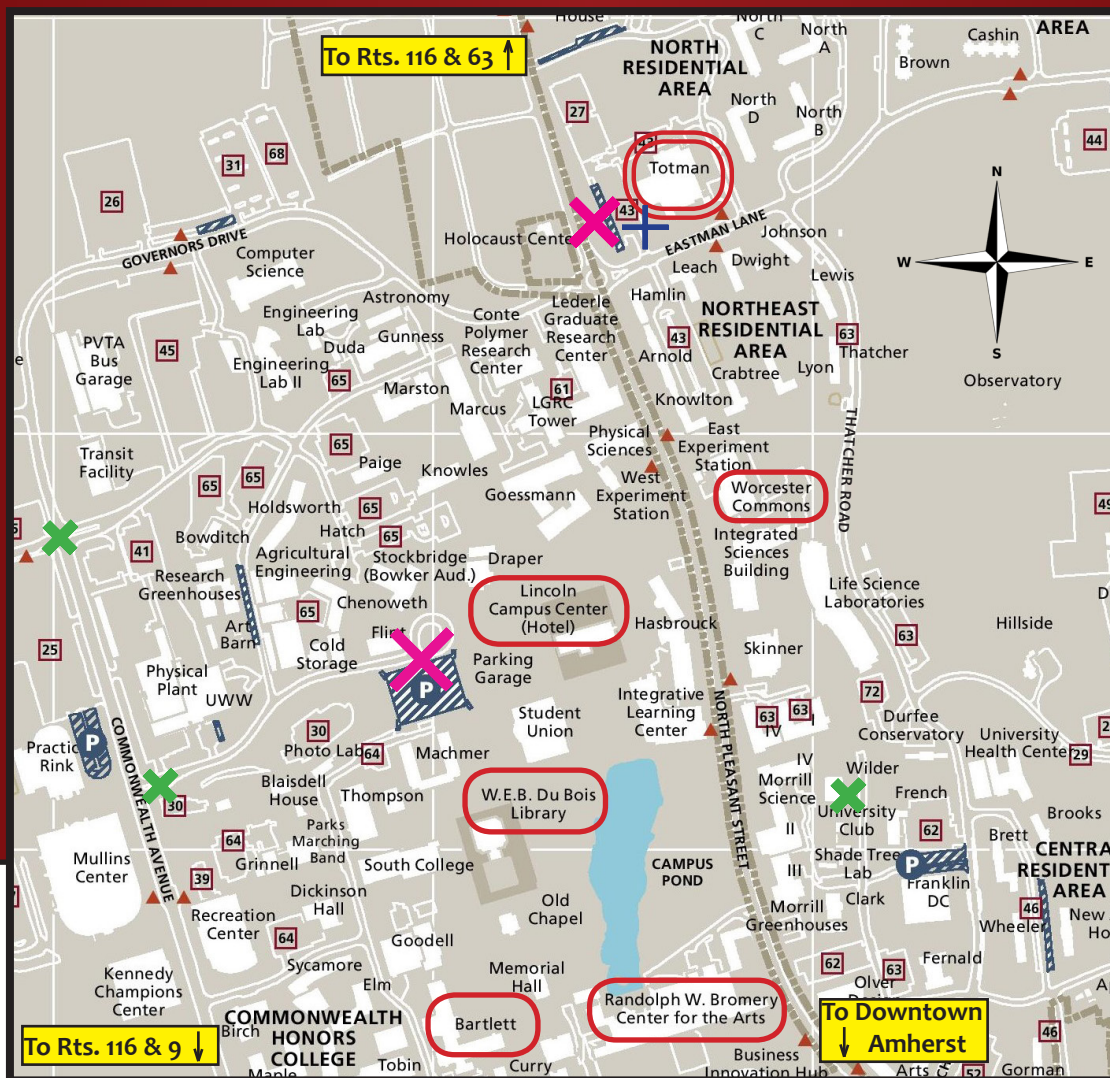 House
To Rts. 116 & 63 ↑
NORTH
RESIDENTIAL
AREA
North
C
North
A
Cashin
AREA
Brown
North
D
North
B
27
42
Totman
44
31
68
26
43
N
W
E
S
GOVERNORS DRIVE
Holocaust Cente
EASTMAN LANE
Johnson
Computer
Science
Leach
Dwight
Lewis
Astronomy
Hamlin
Engineering
Lab
Gunness
Conte
Polymer
Research
Center
Lederle
Graduate
Research
Center
NORTHEAST
RESIDENTIAL
AREA
PVTA
Bus
Garage
45
Duda
Engineering
Lab II
65
Marston
Marcus
61
LGRC
Tower
43
Arnold
Crabtree
Lyon
63
Thatcher
Observatory
Knowlton
THATCHER ROAD
Transit
Facility
65
Paige
Knowles
Physical
Sciences
East
Experiment
Station
West
Experiment
Station
Goessmann
Worcester
Commons
65
65
Holdsworth
65
Hatch
65
Bowditch
41
Agricultural
Engineering
Stockbridge
(Bowker Aud.)
Draper
Integrated
Sciences
Building
Research
Greenhouses
Chenoweth
Lincoln
Campus Center
(Hotel)
Life Science
Laboratories
65
Art
Barn
Cold
Storage
Flint
Hasbrouck
63
Hillside
25
Physical
Plant
UWW
P
Parking
Garage
Skinner
Integrative
Learning
Center
72
Student
Union
63
63
I
IV
Durfee
Conservatory
University
Health Center
29
COMMONWEALTH AVENUE
NORTH PLEASANT STREET
P
Practic
Rink
30
Photo Lab
64
Machmer
IV
Morrill
Science
Wilder
French
Blaisdell
House
Thompson
W.E.B. Du Bois
Library
30
University
Club
Brooks
II
62
Brett
Parks
Marching
Band
64
Grinnell
South College
CAMPUS
POND
Shade Tree
Lab
P
Franklin
DC
CENTRA
RESIDENT
AREA
Mullins
Center
39
III
Dickinson
Hall
Old
Chapel
Clark
Morrill
Greenhouses
46
Wheeler
New
Ho
Recreation
Center
64
Goodell
Sycamore
62
63
Fernald
Kennedy
Champions
Center
Elm
Memorial
Hall
Olver
Randolph W. Bromery
Center for the Arts
COMMONWEALTH
HONORS
COLLEGE
Bartlett
To Downtown
↓ Amherst
To Rts. 116 & 9 ↓
Birch
46
Tobin
Curry
Business
Innovation Hub
Arts
52
Gorman